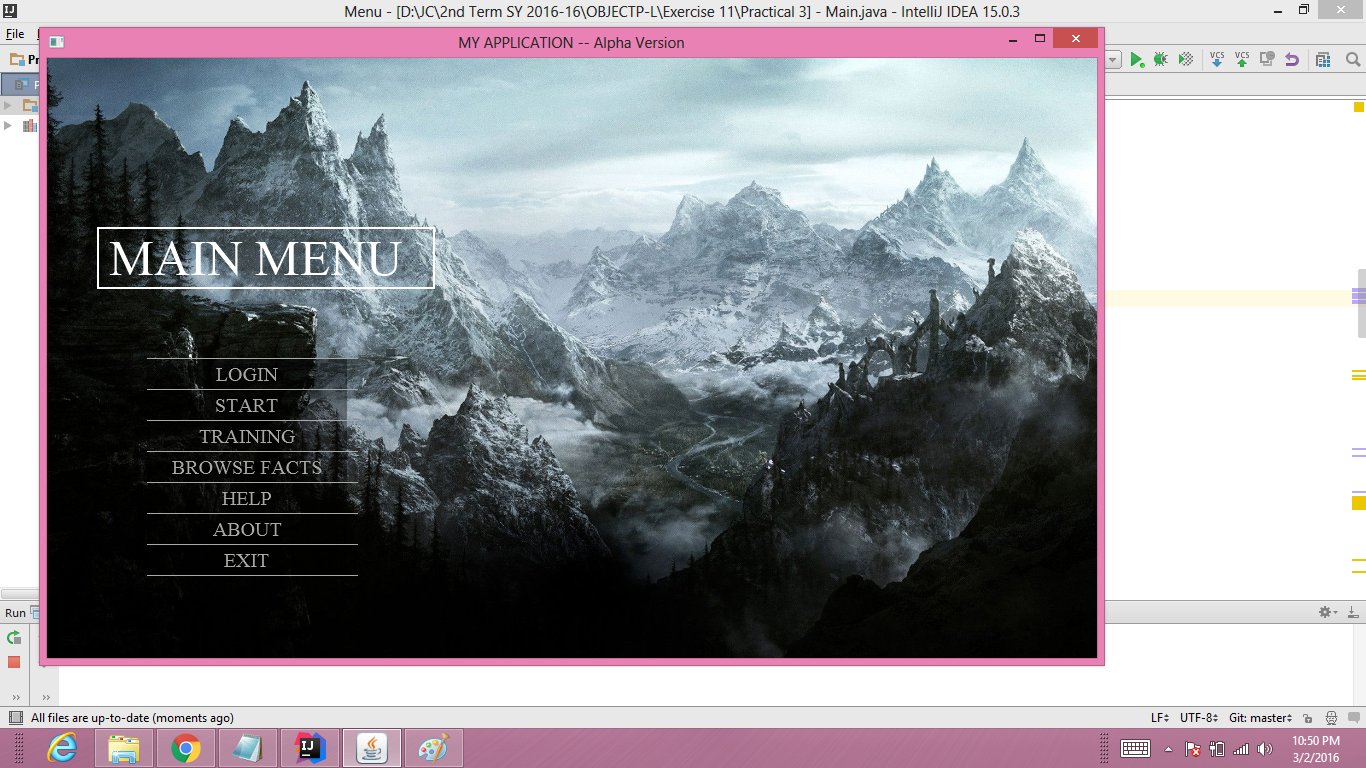 Menu - [D:\JC\2nd Term SY 2016-16\OBJECTP-L\Exercise 11\Practical 3] - Main.java - IntelliJ IDEA 15.0.3
File
MY APPLICATION -- Alpha Version
VCS VCS
MAIN MENU
LOGIN
START
TRAINING
BROWSE FACTS
HELP
ABOUT
EXIT
Run
All files are up-to-date (moments ago)
LF UTF-8 Git: master
10:50 PM
3/2/2016